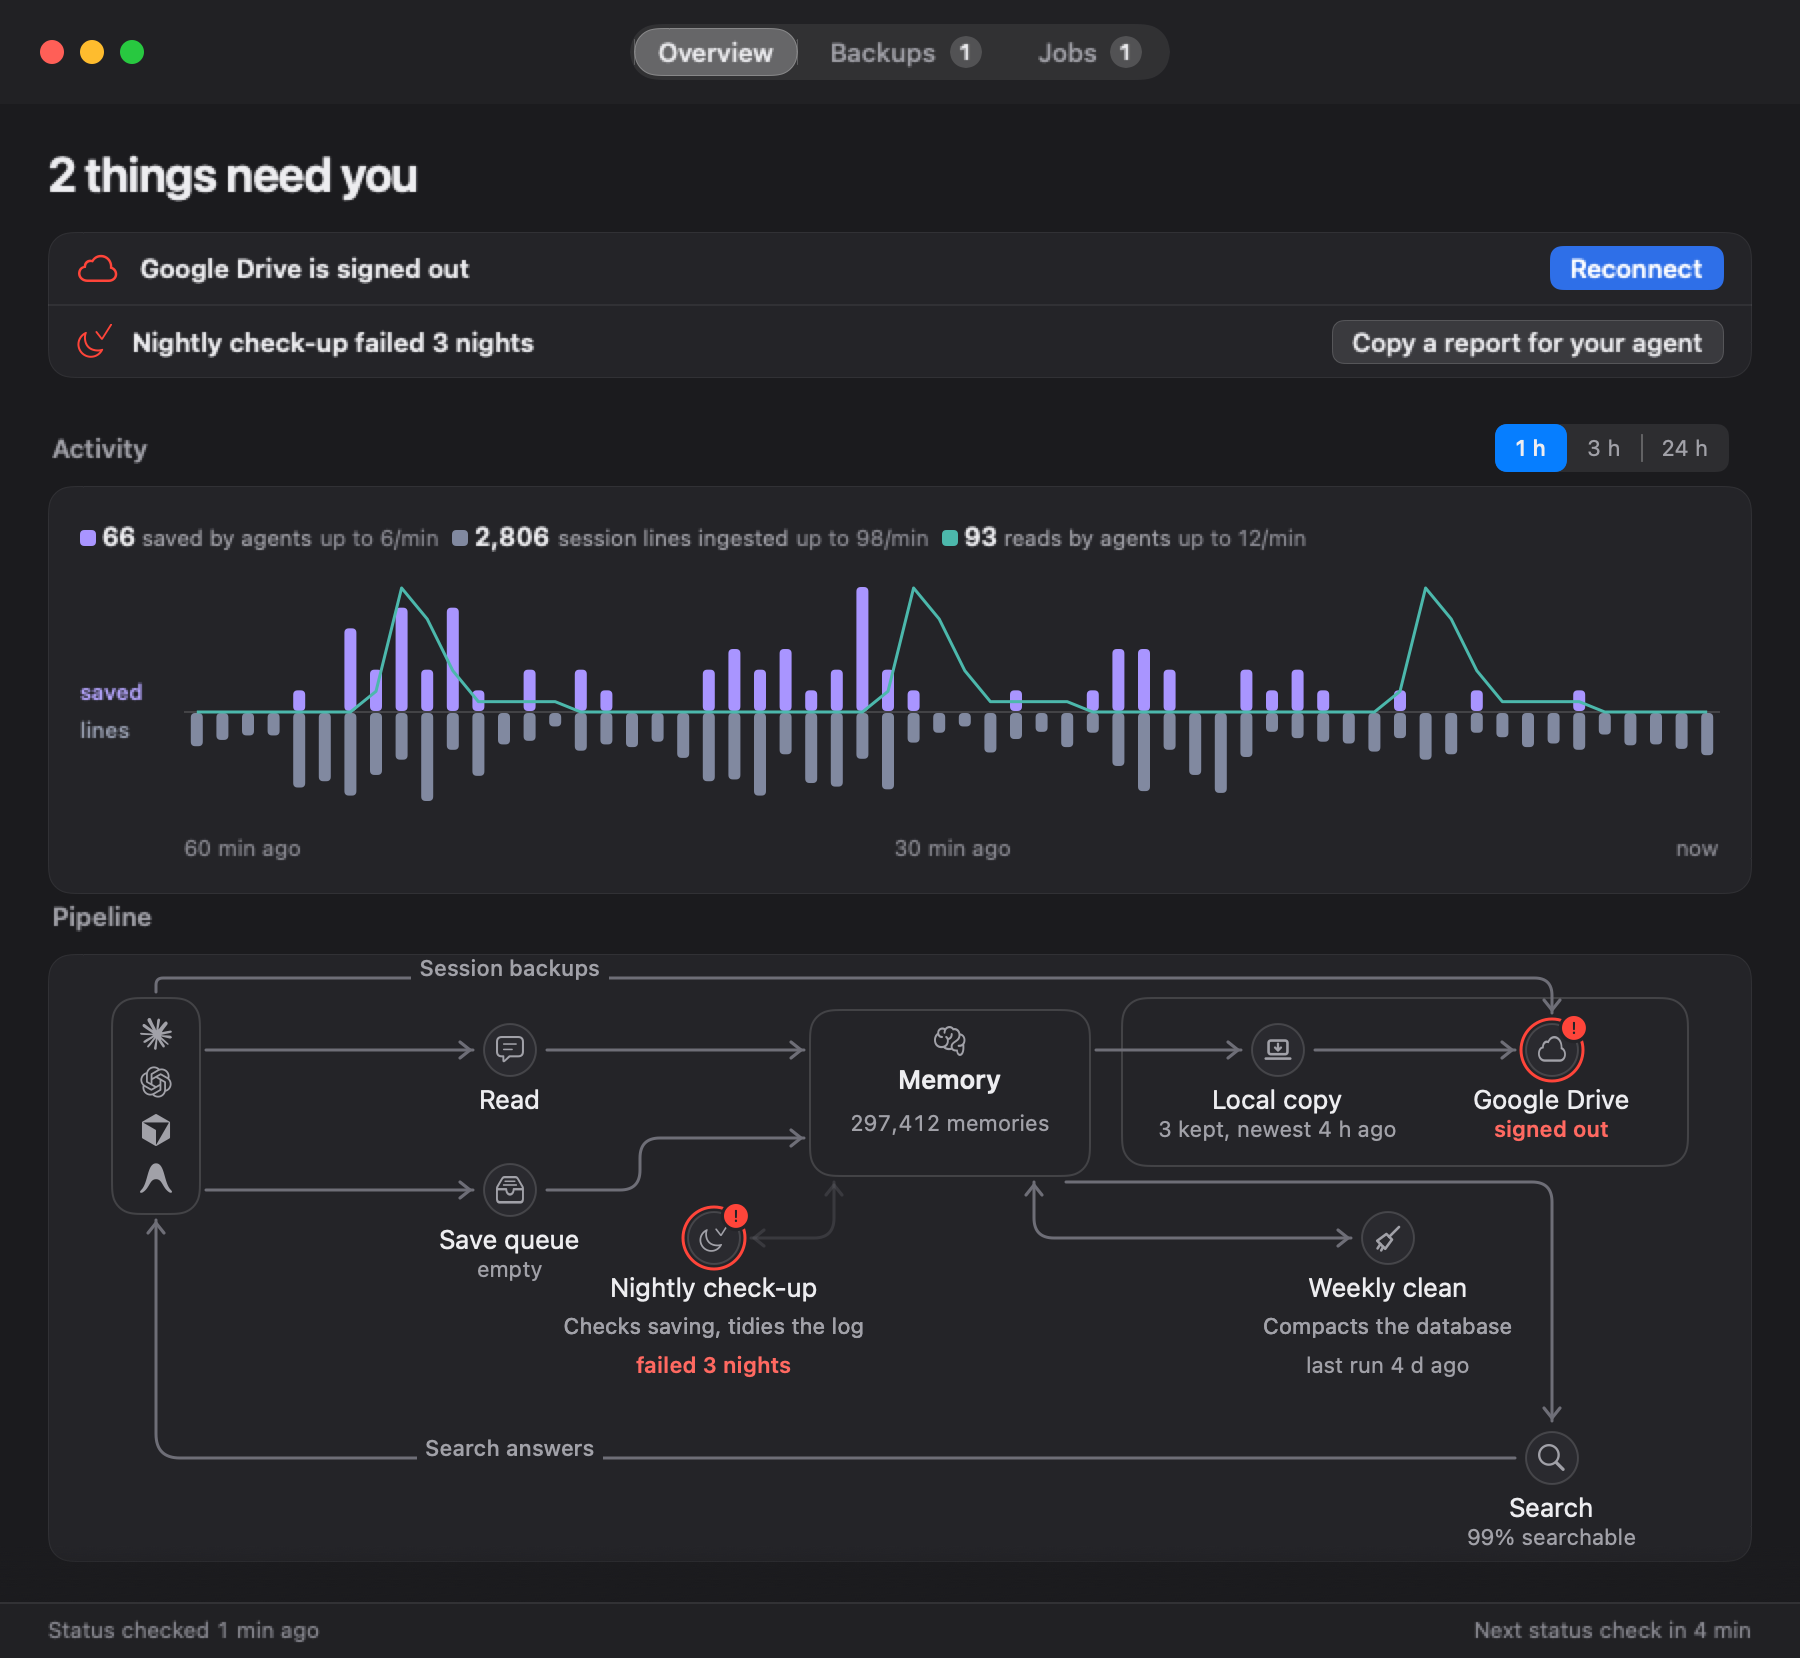 Overview Backups 1 Jobs 1
2 things need you
Google Drive is signed out Reconnect
Nightly check-up failed 3 nights Copy a report for your agent
Activity 1 h 3 h 24 h
66 saved by agents up to 6/min 2,806 session lines ingested up to 98/min 93 reads by agents up to 12/min
saved
lines
60 min ago 30 min ago now
Pipeline
Session backups
Read
Memory
297,412 memories
Local copy
3 kept, newest 4 h ago
!
Google Drive
signed out
Save queue
empty
!
Nightly check-up
Checks saving, tidies the log
failed 3 nights
Weekly clean
Compacts the database
last run 4 d ago
Search answers
Search
99% searchable
Status checked 1 min ago Next status check in 4 min